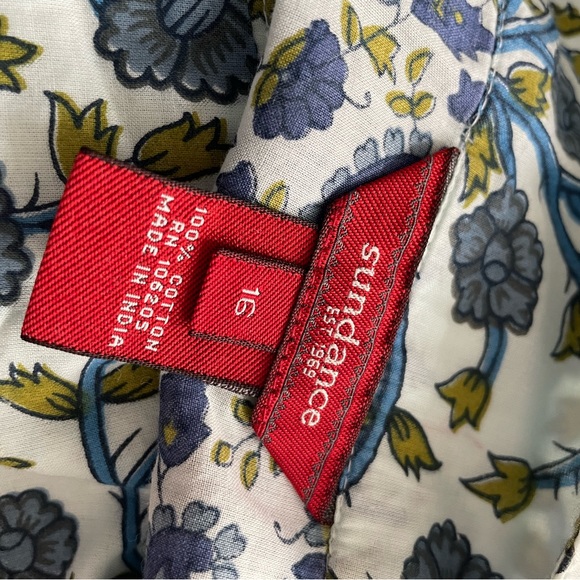 sundance
EST 1969
16
100% COTTON
RN 106205
MADE IN INDIA